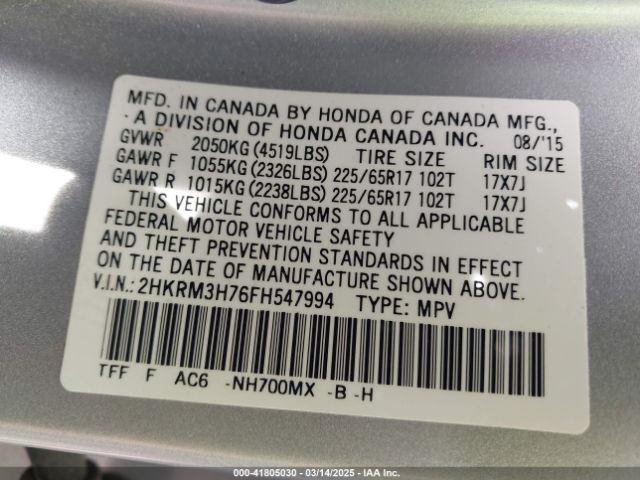 MFD. IN CANADA BY HONDA OF CANADA MFG.,
A DIVISION OF HONDA CANADA INC. 08/'15
GVWR 2050KG (4519LBS) TIRE SIZE RIM SIZE
GAWR F 1055KG (2326LBS) 225/65R17 102T 17X7J
GAWR R 1015KG (2238LBS) 225/65R17 102T 17X7J
THIS VEHICLE CONFORMS TO ALL APPLICABLE
FEDERAL MOTOR VEHICLE SAFETY
AND THEFT PREVENTION STANDARDS IN EFFECT
ON THE DATE OF MANUFACTURE SHOWN ABOVE.
V.I.N.: 2HKRM3H76FH547994 TYPE: MPV
TFF F AC6 -NH700MX -B -H
© - 41805030 - 03/14/2025 - IAA Inc.